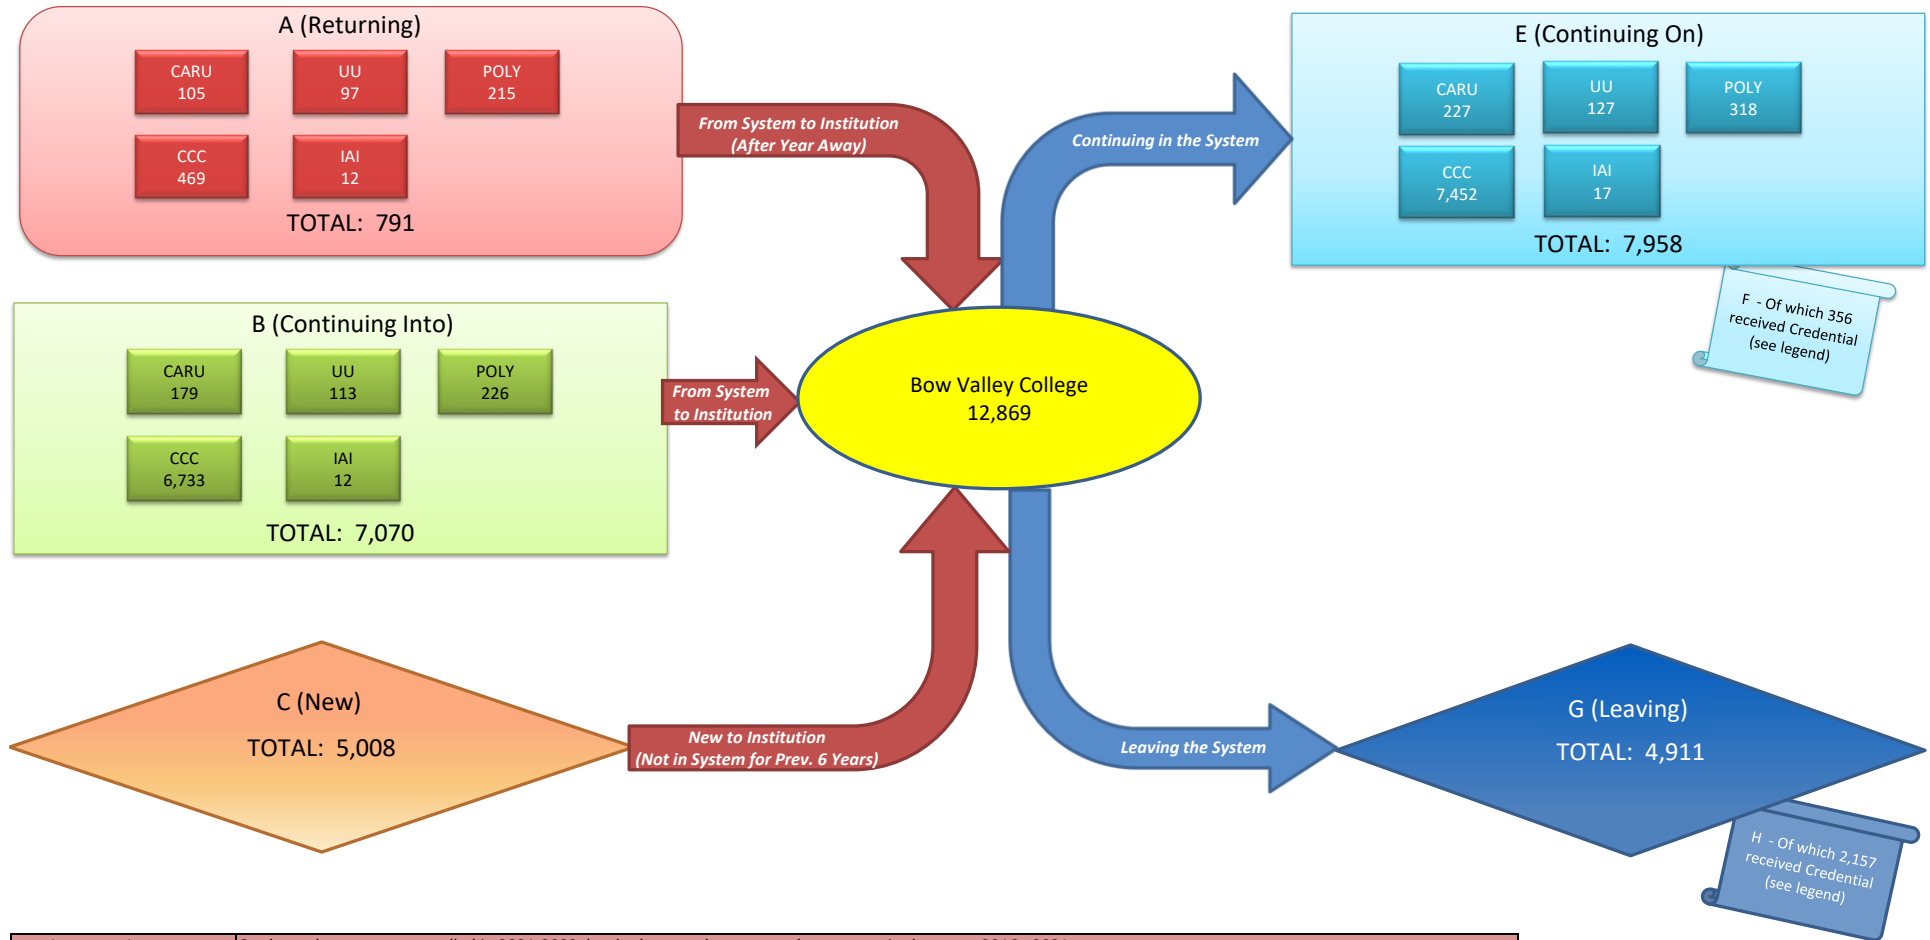 A (Returning)
CARU
105
UU
97
POLY
215
CCC
469
IAI
12
TOTAL: 791
From System to Institution
(After Year Away)
B (Continuing Into)
CARU
179
UU
113
POLY
226
CCC
6,733
IAI
12
TOTAL: 7,070
From System
to Institution
C (New)
TOTAL: 5,008
New to Institution
(Not in System for Prev. 6 Years)
Bow Valley College
12,869
Continuing in the System
E (Continuing On)
CARU
227
UU
127
POLY
318
CCC
7,452
IAI
17
TOTAL: 7,958
F - Of which 356
received Credential
(see legend)
Leaving the System
G (Leaving)
TOTAL: 4,911
H - Of which 2,157
received Credential
(see legend)